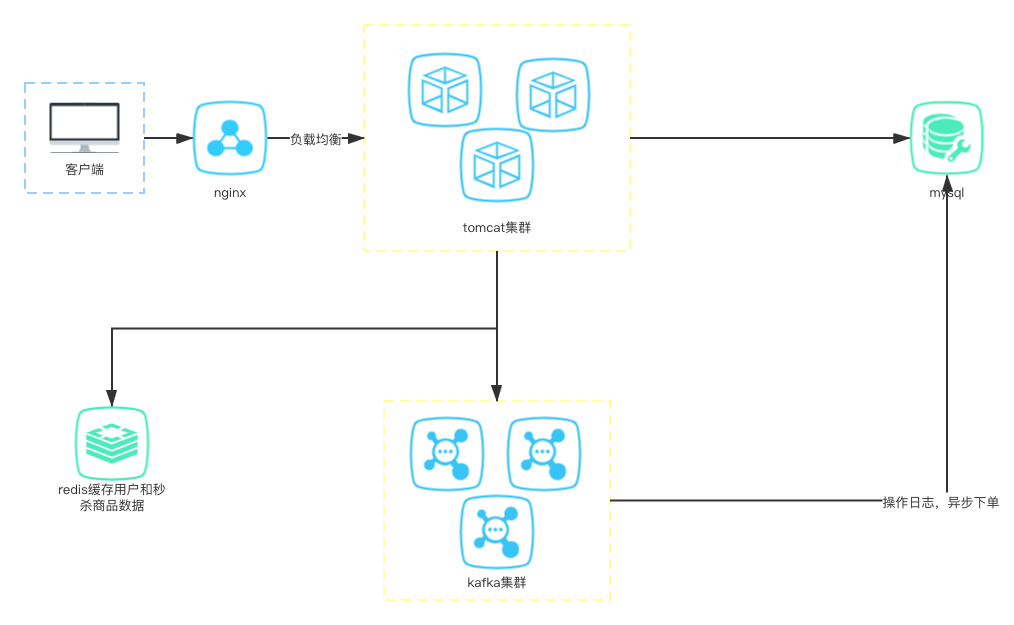 客户端
nginx
负载均衡
tomcat集群
mysql
redis缓存用户和秒
杀商品数据
kafka集群
操作日志，异步下单